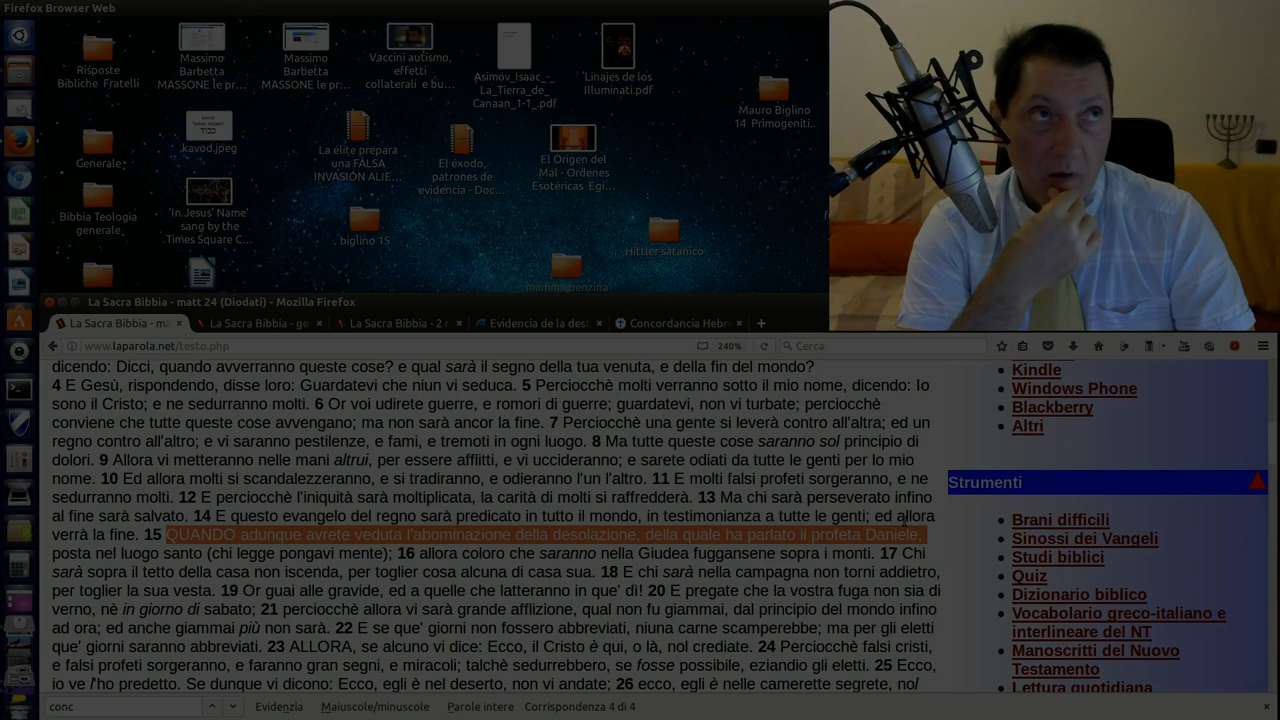 Firefox Browser Web
Risposte
Bibliche Fratelli
Massimo
Barbetta
MASSONE le pr...
Massimo
Barbetta
MASSONE le pr...
Vaccini autismo,
effetti
collaterali e bu...
Asimov_Isaac_-_
La_Tierra_de_
Canaan_1-1_.pdf
'Linajes de los
Illuminati.pdf
Mauro Biglino
14 Primogeniti..
Generale
kavod.jpeg
La élite prepara
una FALSA
INVASIÓN ALIE...
El éxodo,
patrones de
evidencia - Doc...
El Origen del
Mal - Ordenes
Esotéricas Egi...
Bibbia Teologia
generale
'In Jesus' Name'
sang by the
Times Square C...
biglino 15
Hittler satanico
mamma benzina
La Sacra Bibbia - matt 24 (Diodati) - Mozilla Firefox
La Sacra Bibbia - ma
La Sacra Bibbia - ge
La Sacra Bibbia - 2
Evidencia de la dest
Concordancia Hebr
www.laparola.net/testo.php
240%
Cerca
dicendo: Dicci, quando avverranno queste cose? e qual sarà il segno della tua venuta, e della fin del mondo?
4 E Gesù, rispondendo, disse loro: Guardatevi che niun vi seduca. 5 Perciocchè molti verranno sotto il mio nome, dicendo: Io
sono il Cristo; e ne sedurranno molti. 6 Or voi udirete guerre, e romori di guerre; guardatevi, non vi turbate; perciocchè
conviene che tutte queste cose avvengano; ma non sarà ancor la fine. 7 Perciocchè una gente si leverà contro all'altra; ed un
regno contro all'altro; e vi saranno pestilenze, e fami, e tremoti in ogni luogo. 8 Ma tutte queste cose saranno sol principio di
dolori. 9 Allora vi metteranno nelle mani altrui, per essere afflitti, e vi uccideranno; e sarete odiati da tutte le genti per lo mio
nome. 10 Ed allora molti si scandalezzeranno, e si tradiranno, e odieranno l'un l'altro. 11 E molti falsi profeti sorgeranno, e ne
sedurranno molti. 12 E perciocchè l'iniquità sarà moltiplicata, la carità di molti si raffredderà. 13 Ma chi sarà perseverato infino
al fine sarà salvato. 14 E questo evangelo del regno sarà predicato in tutto il mondo, in testimonianza a tutte le genti; ed allora
verrà la fine. 15 QUANDO adunque avrete veduta l'abominazione della desolazione, della quale ha parlato il profeta Daniele,
posta nel luogo santo (chi legge pongavi mente); 16 allora coloro che saranno nella Giudea fuggansene sopra i monti. 17 Chi
sarà sopra il tetto della casa non iscenda, per toglier cosa alcuna di casa sua. 18 E chi sarà nella campagna non torni addietro,
per toglier la sua vesta. 19 Or guai alle gravide, ed a quelle che latteranno in que' dì! 20 E pregate che la vostra fuga non sia di
verno, nè in giorno di sabato; 21 perciocchè allora vi sarà grande afflizione, qual non fu giammai, dal principio del mondo infino
ad ora; ed anche giammai più non sarà. 22 E se que' giorni non fossero abbreviati, niuna carne scamperebbe; ma per gli eletti
que' giorni saranno abbreviati. 23 ALLORA, se alcuno vi dice: Ecco, il Cristo è qui, o là, nol crediate. 24 Perciocchè falsi cristi,
e falsi profeti sorgeranno, e faranno gran segni, e miracoli; talchè sedurrebbero, se fosse possibile, eziandio gli eletti. 25 Ecco,
io ve l'ho predetto. Se dunque vi dicono: Ecco, egli è nel deserto, non vi andate; 26 ecco, egli è nelle camerette segrete, nol
Kindle
Windows Phone
Blackberry
Altri
Strumenti
Brani difficili
Sinossi dei Vangeli
Studi biblici
Quiz
Dizionario biblico
Vocabolario greco-italiano e
interlineare del NT
Manoscritti del Nuovo
Testamento
Lettura quotidiana
conc
Evidenzia
Maiuscole/minuscole
Parole intere
Corrispondenza 4 di 4